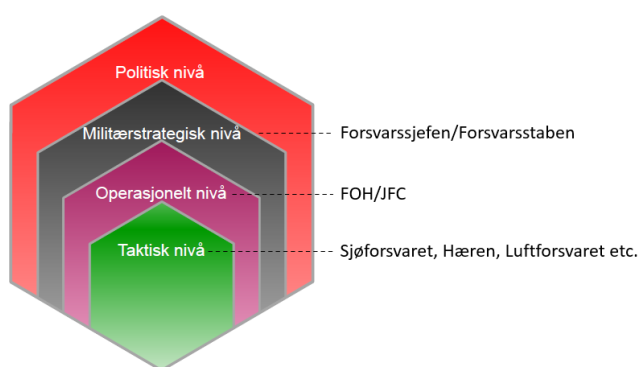 Politisk nivå
Militærstrategisk nivå
Forsvarssjefen/Forsvarsstaben
Operasjonelt nivå
FOH/JFC
Taktisk nivå
Sjøforsvaret, Hæren, Luftforsvaret etc.